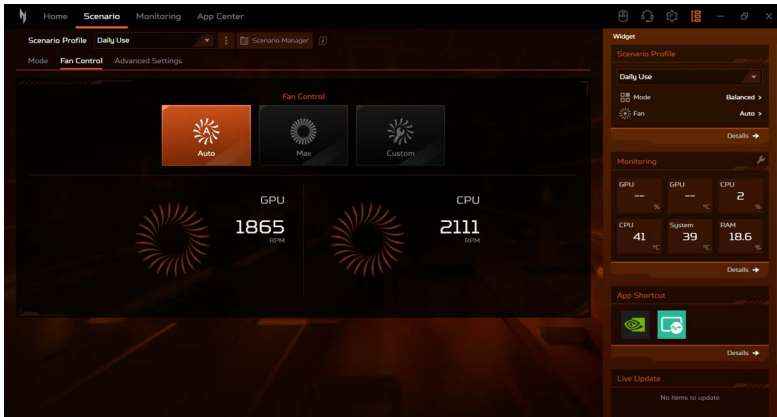 Home Scenario Monitoring App Center
Scenario Profile Daily Use Scenario Manager
Mode Fan Control Advanced Settings
Fan Control
Auto Max Custom
GPU CPU
1865 2111
RPM RPM
Widget
Scenario Profile
Daily Use
Mode Balanced >
Fan Auto >
Details →
Monitoring
GPU GPU CPU
-- -- 2
% °C %
CPU System RAM
41 39 18.6
°C °C %
Details →
App Shortcut
Details →
Live Update
No items to update